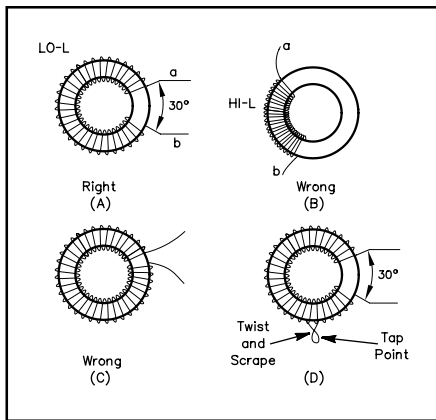 LO-L
a
30°
b
Right
(A)
a
HI-L
b
Wrong
(B)
Wrong
(C)
30°
Twist
and
Scrape
Tap
Point
(D)